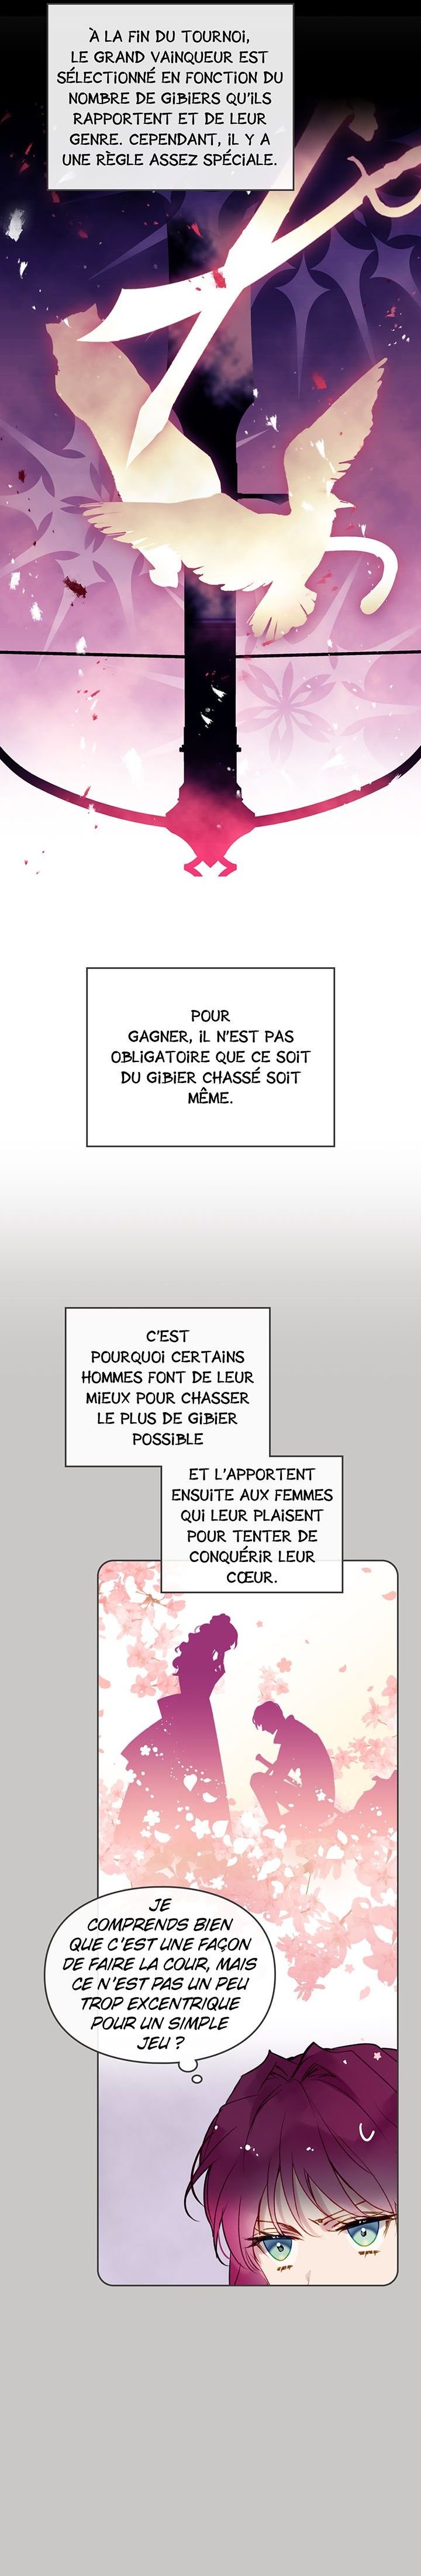 À LA FIN DU TOURNOI,
LE GRAND VAINQUEUR EST
SÉLECTIONNÉ EN FONCTION DU
NOMBRE DE GIBIERS QU'ILS
RAPPORTENT ET DE LEUR
GENRE. CEPENDANT, IL Y A
UNE RÈGLE ASSEZ SPÉCIALE.
POUR
GAGNER, IL N'EST PAS
OBLIGATOIRE QUE CE SOIT
DU GIBIER CHASSÉ SOIT
MÊME.
C'EST
POURQUOI CERTAINS
HOMMES FONT DE LEUR
MIEUX POUR CHASSER
LE PLUS DE GIBIER
POSSIBLE
ET L'APPORTENT
ENSUITE AUX FEMMES
QUI LEUR PLAISENT
POUR TENTER DE
CONQUÉRIR LEUR
CŒUR.
JE
COMPRENDS BIEN
QUE C'EST UNE FAÇON
DE FAIRE LA COUR, MAIS
CE N'EST PAS UN PEU
TROP EXCENTRIQUE
POUR UN SIMPLE
JEU ?